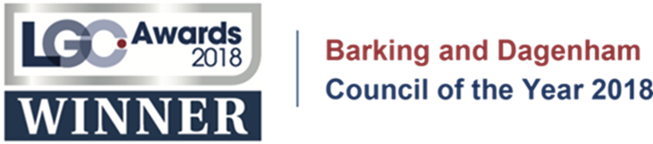 LGC Awards
2018
WINNER
Barking and Dagenham
Council of the Year 2018